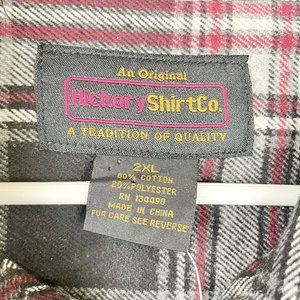 An Original
HickoryShirtCo.
A TRADITION OF QUALITY
2XL
80% COTTON
20% POLYESTER
RN 130490
MADE IN CHINA
FOR CARE SEE REVERSE